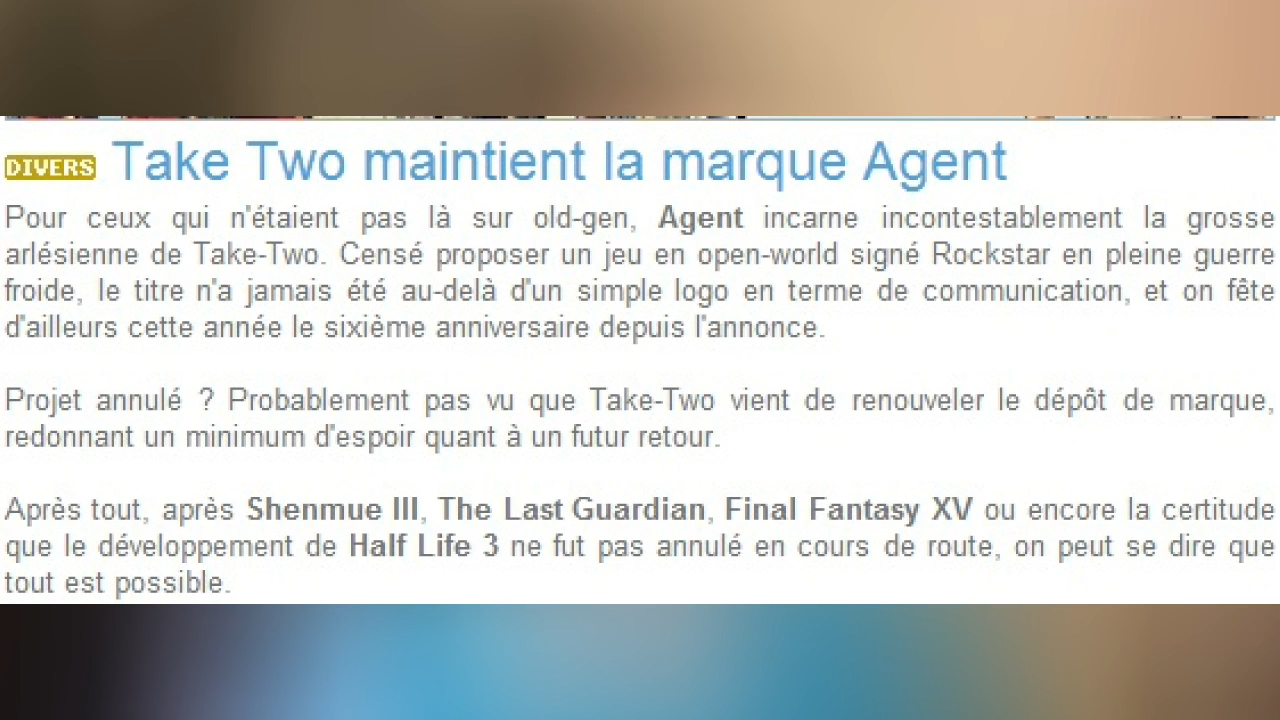 DIVERS Take Two maintient la marque Agent
Pour ceux qui n'étaient pas là sur old-gen, Agent incarne incontestablement la grosse
arlésienne de Take-Two. Censé proposer un jeu en open-world signé Rockstar en pleine guerre
froide, le titre n'a jamais été au-delà d'un simple logo en terme de communication, et on fête
d'ailleurs cette année le sixième anniversaire depuis l'annonce.
Projet annulé ? Probablement pas vu que Take-Two vient de renouveler le dépôt de marque,
redonnant un minimum d'espoir quant à un futur retour.
Après tout, après Shenmue III, The Last Guardian, Final Fantasy XV ou encore la certitude
que le développement de Half Life 3 ne fut pas annulé en cours de route, on peut se dire que
tout est possible.